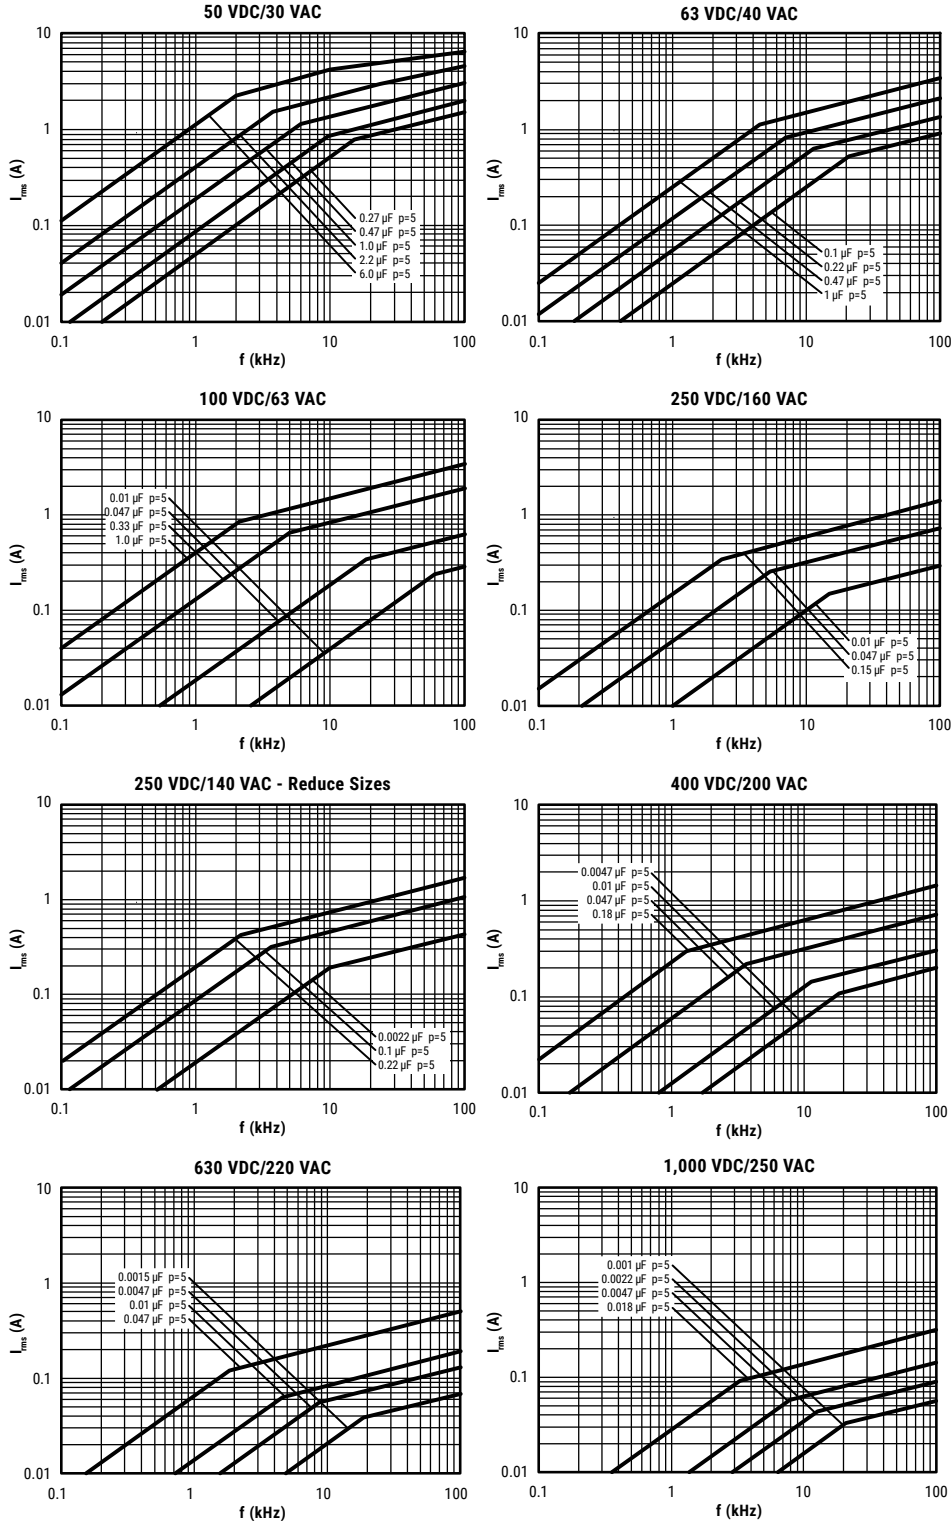 50 VDC/30 VAC
10
1
0.1
0.01
I rms (A)
0.27 µF p=5
0.47 µF p=5
1.0 µF p=5
2.2 µF p=5
6.0 µF p=5
0.1 1 10 100
f (kHz)
63 VDC/40 VAC
10
1
0.1
0.01
I rms (A)
0.1 µF p=5
0.22 µF p=5
0.47 µF p=5
1 µF p=5
0.1 1 10 100
f (kHz)
100 VDC/63 VAC
10
1
0.1
0.01
I rms (A)
0.01 µF p=5
0.047 µF p=5
0.33 µF p=5
1.0 µF p=5
0.1 1 10 100
f (kHz)
250 VDC/160 VAC
10
1
0.1
0.01
I rms (A)
0.01 µF p=5
0.047 µF p=5
0.15 µF p=5
0.1 1 10 100
f (kHz)
250 VDC/140 VAC - Reduce Sizes
10
1
0.1
0.01
I rms (A)
0.0022 µF p=5
0.1 µF p=5
0.22 µF p=5
0.1 1 10 100
f (kHz)
400 VDC/200 VAC
10
1
0.1
0.01
I rms (A)
0.0047 µF p=5
0.01 µF p=5
0.047 µF p=5
0.18 µF p=5
0.1 1 10 100
f (kHz)
630 VDC/220 VAC
10
1
0.1
0.01
I rms (A)
0.0015 µF p=5
0.0047 µF p=5
0.01 µF p=5
0.047 µF p=5
0.1 1 10 100
f (kHz)
1,000 VDC/250 VAC
10
1
0.1
0.01
I rms (A)
0.001 µF p=5
0.0022 µF p=5
0.0047 µF p=5
0.018 µF p=5
0.1 1 10 100
f (kHz)